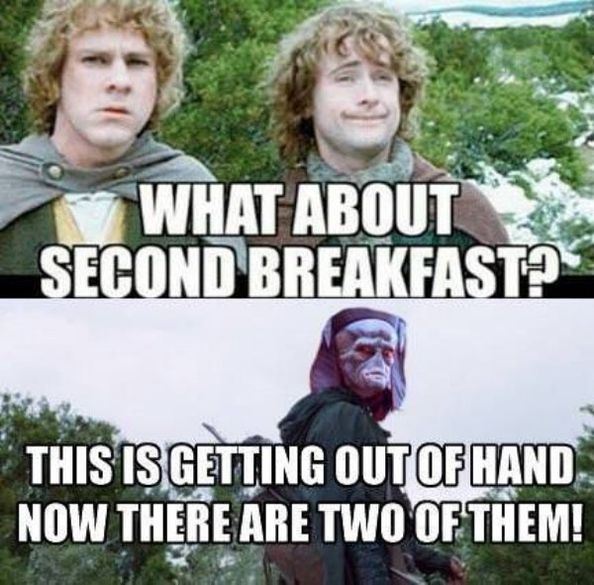 WHAT ABOUT
SECOND BREAKFAST?
THIS IS GETTING OUT OF HAND
NOW THERE ARE TWO OF THEM!